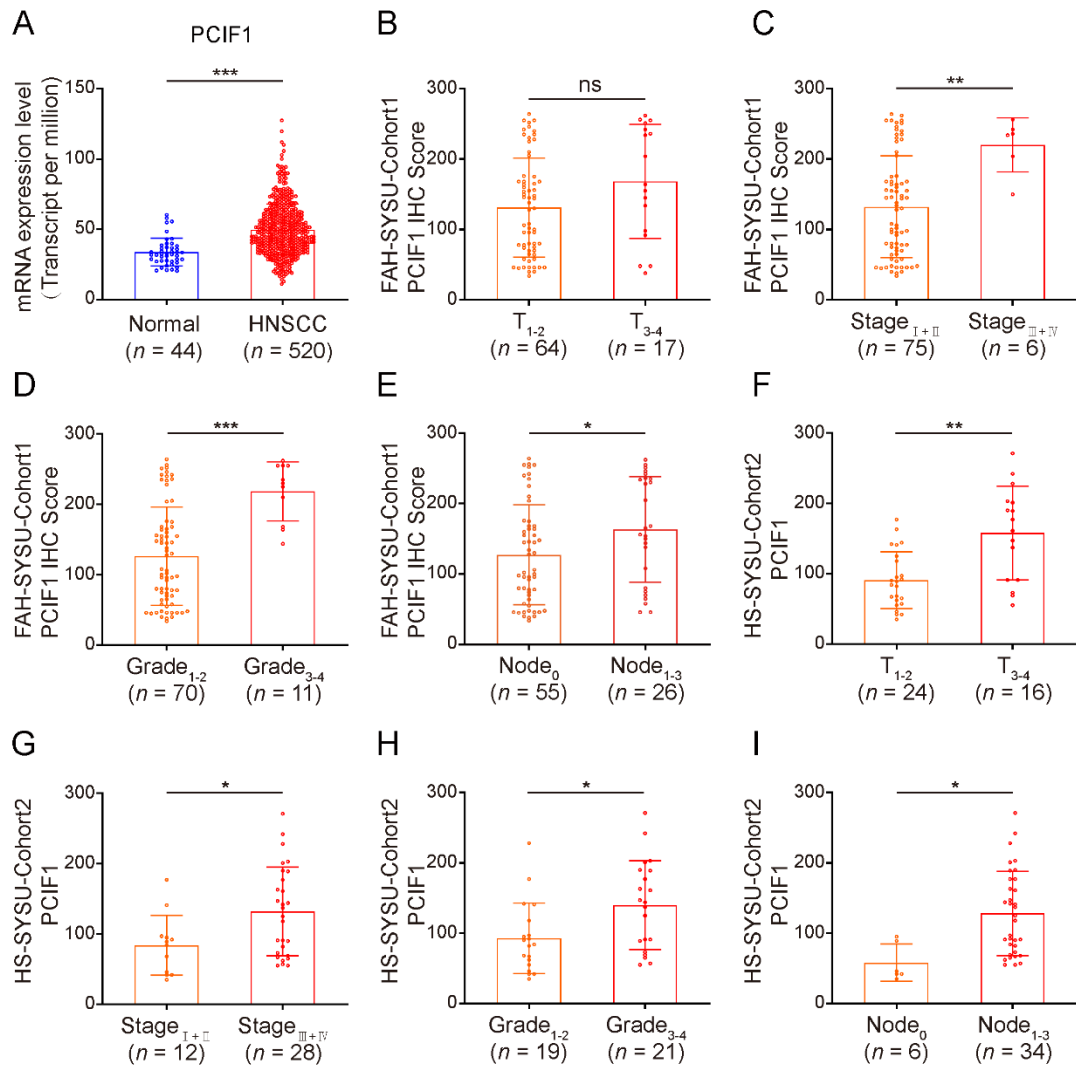 A
PCIF1
mRNA expression level
(Transcript per million)
***
150
100
50
0
Normal
(n = 44)
HNSCC
(n = 520)
B
FAH-SYSU-Cohort1
PCIF1 IHC Score
ns
300
200
100
0
T1-2
(n = 64)
T3-4
(n = 17)
C
FAH-SYSU-Cohort1
PCIF1 IHC Score
**
300
200
100
0
Stage Ⅰ+Ⅱ
(n = 75)
Stage Ⅲ+Ⅳ
(n = 6)
D
FAH-SYSU-Cohort1
PCIF1 IHC Score
***
300
200
100
0
Grade1-2
(n = 70)
Grade3-4
(n = 11)
E
FAH-SYSU-Cohort1
PCIF1 IHC Score
*
300
200
100
0
Node0
(n = 55)
Node1-3
(n = 26)
F
HS-SYSU-Cohort2
PCIF1
**
300
200
100
0
T1-2
(n = 24)
T3-4
(n = 16)
G
HS-SYSU-Cohort2
PCIF1
*
300
200
100
0
Stage Ⅰ+Ⅱ
(n = 12)
Stage Ⅲ+Ⅳ
(n = 28)
H
HS-SYSU-Cohort2
PCIF1
*
300
200
100
0
Grade1-2
(n = 19)
Grade3-4
(n = 21)
I
HS-SYSU-Cohort2
PCIF1
*
300
200
100
0
Node0
(n = 6)
Node1-3
(n = 34)